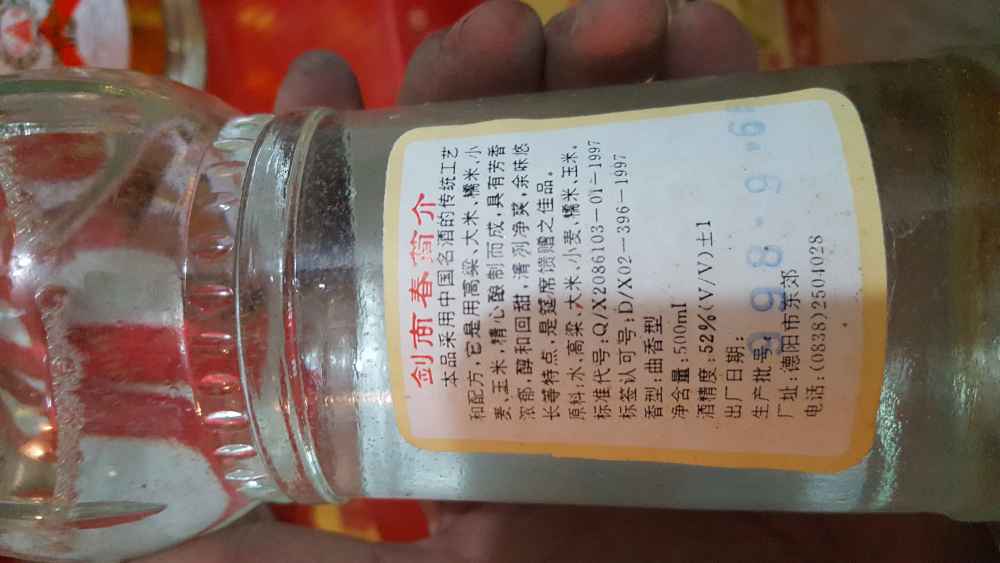 剑南春简介
本品采用中国名酒的传统工艺
和配方,它是用高粱、大米、糯米、小
麦、玉米,精心酿制而成,具有芳香
浓郁,醇和回甜,清冽净爽,余味悠
长等特点,是筵席馈赠之佳品。
原料:水、高粱、大米、小麦、糯米、玉米。
标准代号:Q/X2086103-01-1997
标签认可号:D/X02-396-1997
香型:曲香型
净含量:500ml
酒精度:52%(V/V)±1
出厂日期:
生产批号:
998.9.6
厂址:德阳市东郊
电话:(0838)2504028